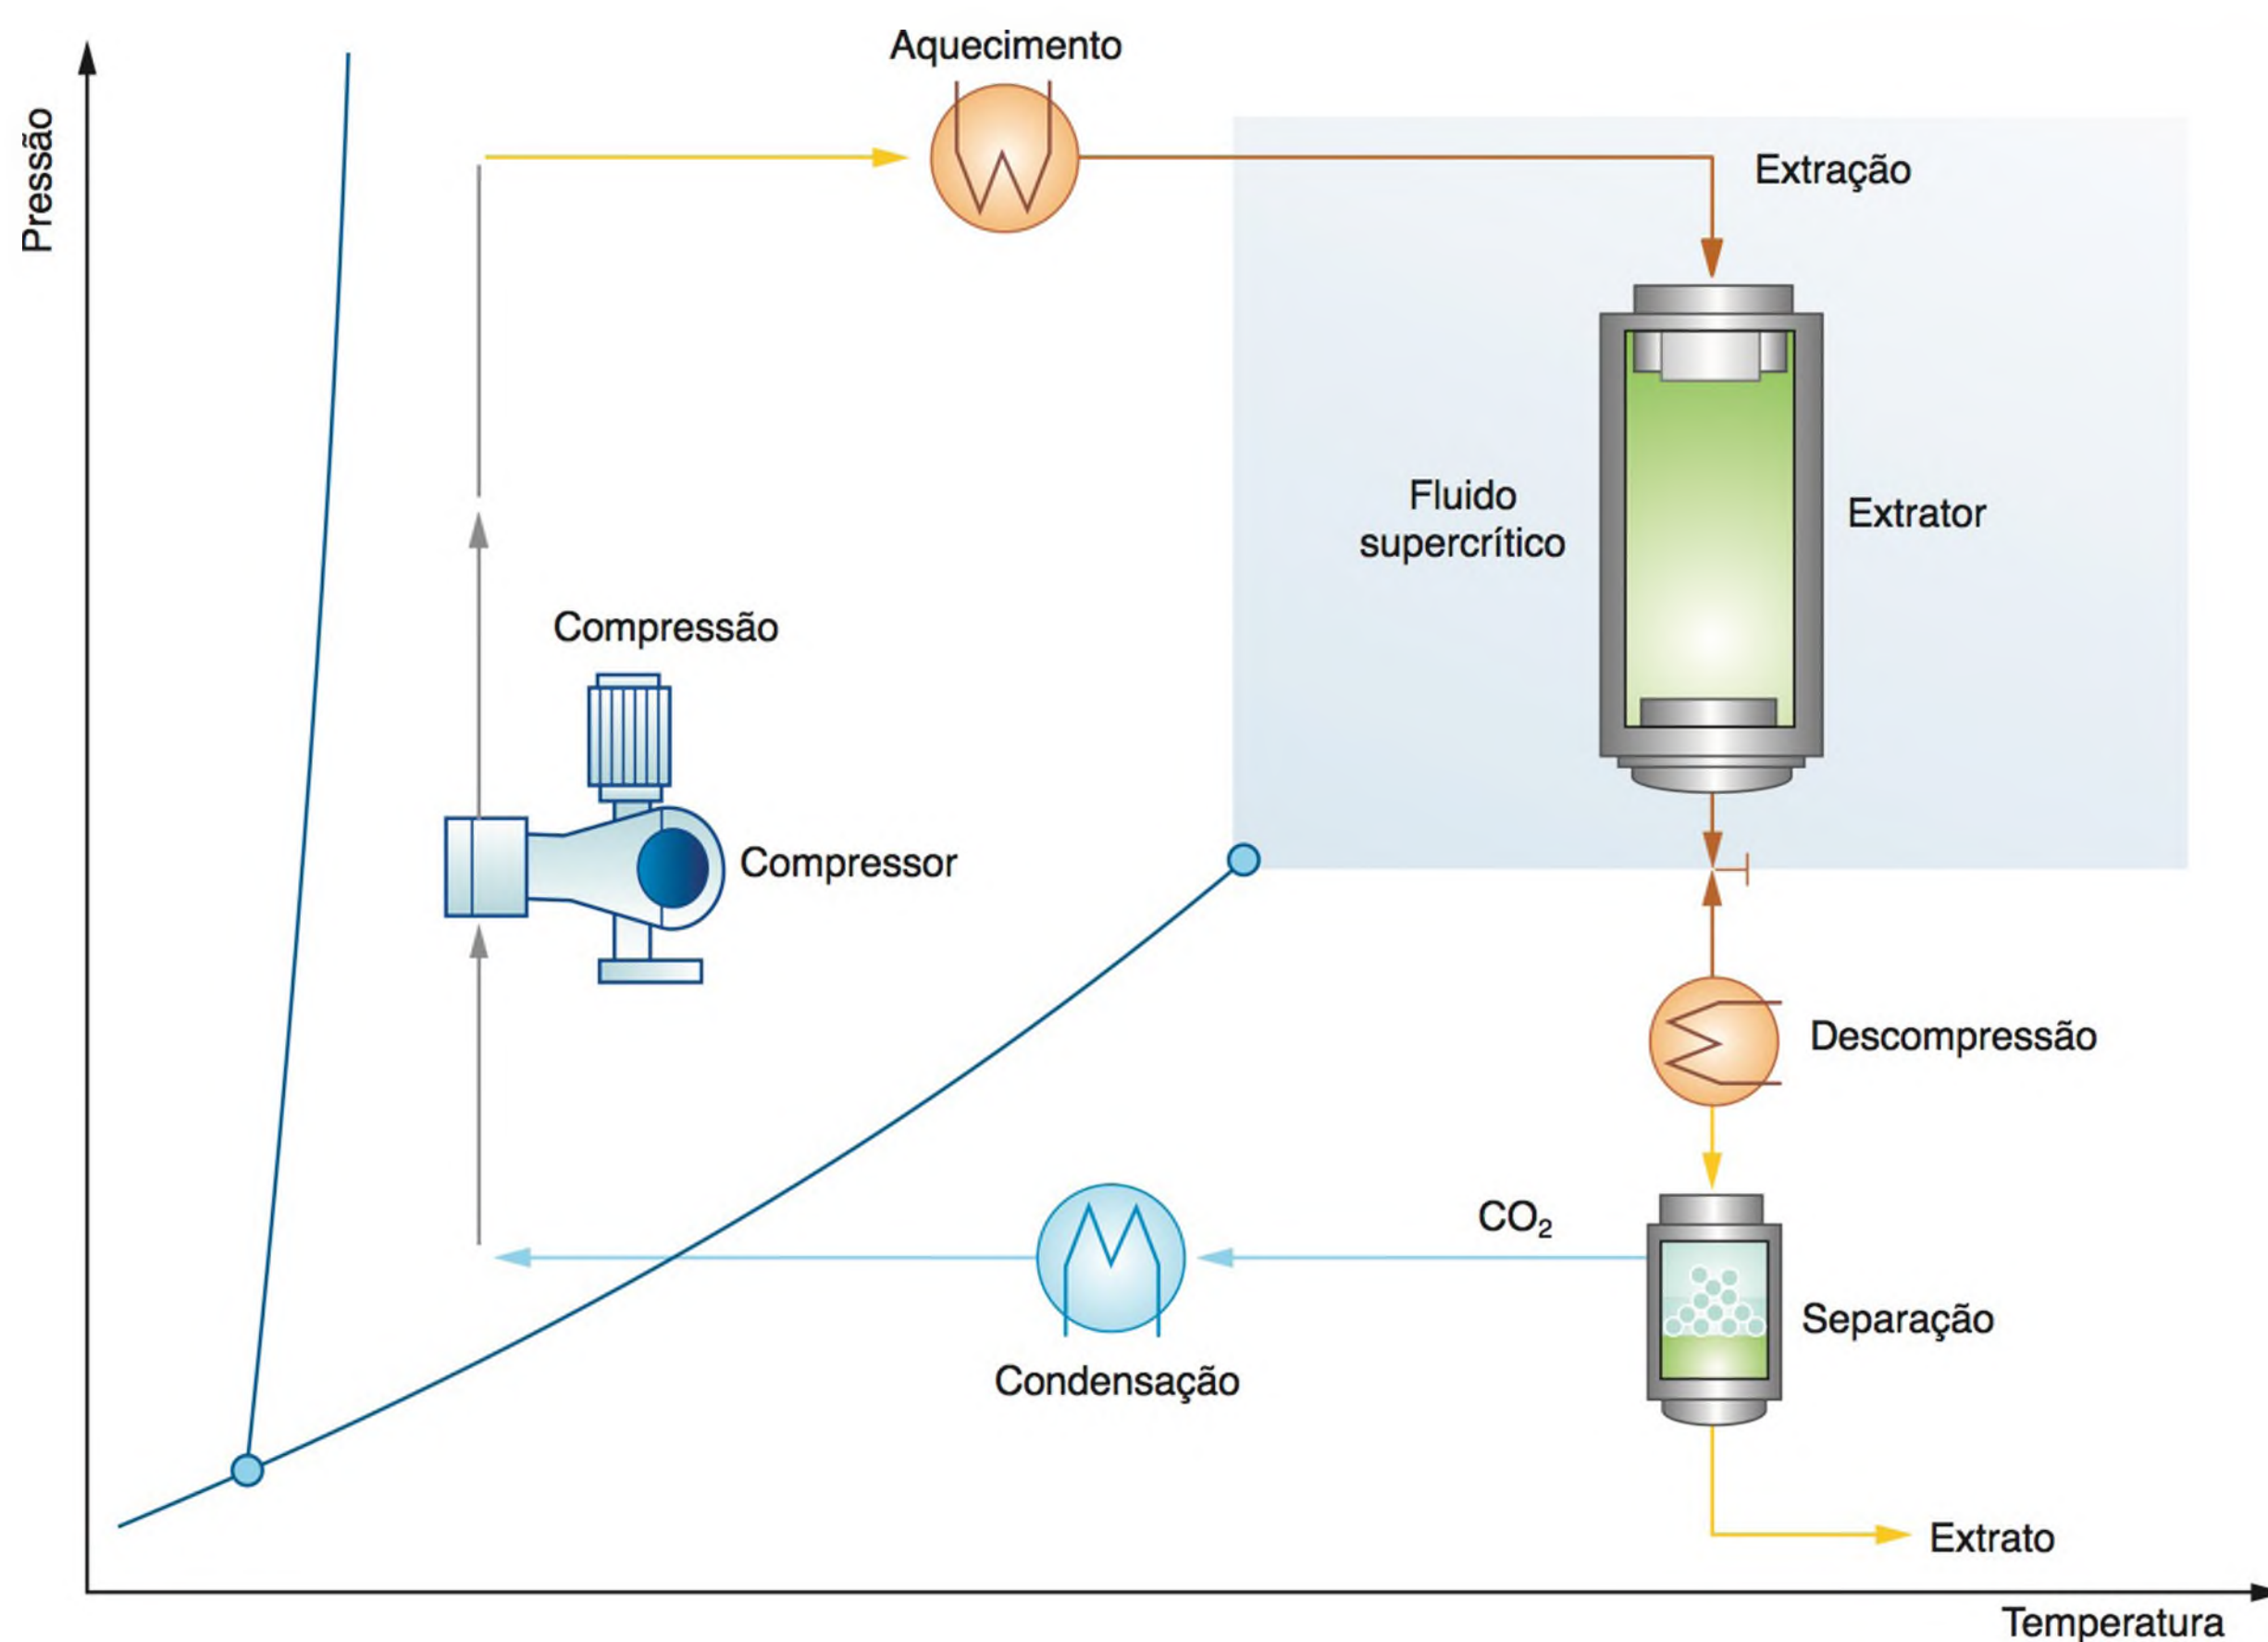 Aquecimento
Pressão
Extração
Fluido
supercrítico
Extrator
Compressão
Compressor
Descompressão
CO₂
Separação
Condensação
Extrato
Temperatura